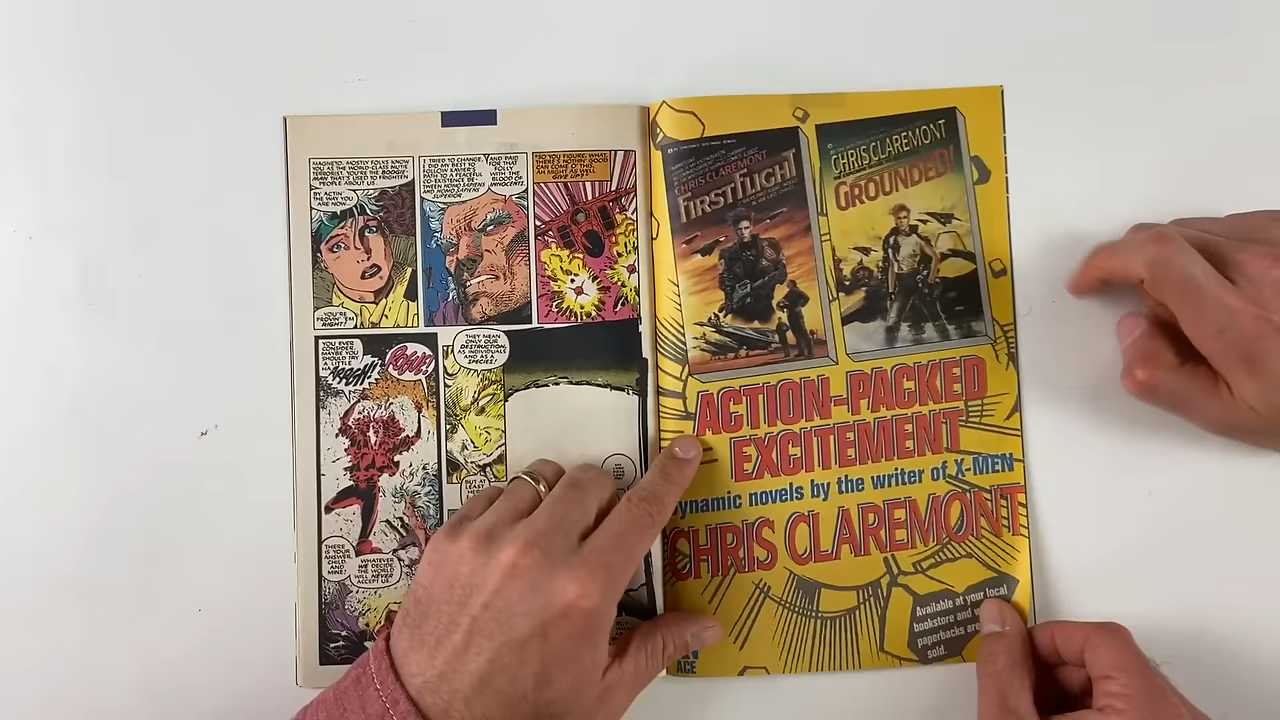 MAGNETO. MOSTLY FOLKS KNOW
YOU AS THE WORLD-CLASS NUTSO
TERRORIST. YOU'RE THE BOOGIE-
MAN THAT'S USED TO FRIGHTEN
PEOPLE ABOUT US.
BY ACTIN'
THE WAY YOU
ARE NOW...
...YOU'RE
PROVIN' 'EM
RIGHT!
I TRIED TO CHANGE,
I DID MY BEST TO
FOLLOW XAVIER'S
PATH TO A PEACEFUL
CO-EXISTENCE BE-
TWEEN HOMO SAPIENS
AND HOMO SAPIENS
SUPERIOR.
AND PAID
FOR THAT
FOLLY
WITH THE
BLOOD OF
INNOCENTS.
"SO YOU FIGURE, WHAT
THERE'S NOTHIN' GOOD
CAN COME O' THIS,
AH MIGHT AS WELL
GIVE UP?"
YOU EVER
CONSIDER,
MAYBE YOU
SHOULD TRY
A LITTLE
ROGUE!
THERE IS
YOUR
ANSWER,
CHILD.
AND
MINE!
WHATEVER
WE DECIDE,
THE WORLD
WILL NEVER
ACCEPT US.
THEY MEAN
ONLY OUR
DESTRUCTION,
AS INDIVIDUALS
AND AS A
SPECIES!
BUT AT
LEAST
CHRIS CLAREMONT
FIRSTFLIGHT
CHRIS CLAREMONT
GROUNDED!
ACTION-PACKED
EXCITEMENT
dynamic novels by the writer of X-MEN
CHRIS CLAREMONT
Available at your local
bookstore and
paperbacks are
sold.
ACE